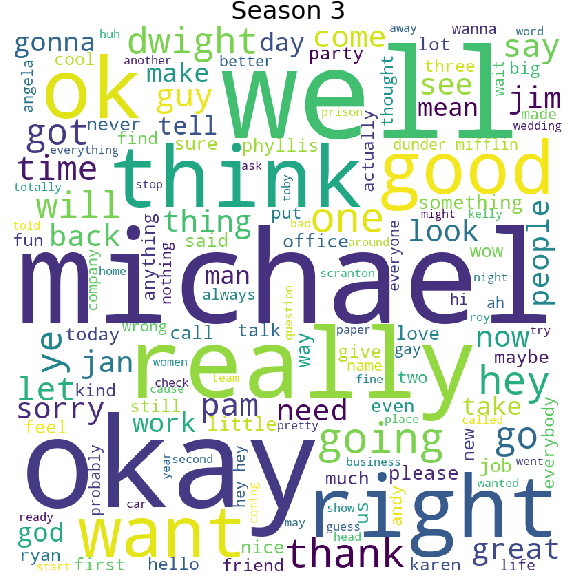 Season 3
huh
away
wanna
word
gonna
dwight
day
come
lot
say
another
party
cool
better
three
angela
ok
well
wait
big
guy
make
thought
see
mean
jim
prison
made
got
never
tell
wedding
find
sure
phyllis
actually
dunder mifflin
everything
time
think
ask
good
totally
stop
toby
something
will
put
one
might
kelly
told
thing
bad
look
people
fun
back
said
office
around
everyone
wow
anything
nothing
company
home
man
scranton
night
always
hi
ah
michael
question
roy
ye
today
wrong
call
talk
paper
love
try
now
jan
women
way
give
gay
maybe
really
name
let
kind
check
team
fine
two
hey
cause
sorry
pam
need
even
take
feel
still
little
place
called
work
pretty
going
go
everybody
okay
probably
year
second
hey hey
business
new
went
much
please
job
wanted
car
coming
right
us
andy
ready
want
may
show
guess
god
nice
thank
head
great
ryan
start
first
hello
friend
karen
life